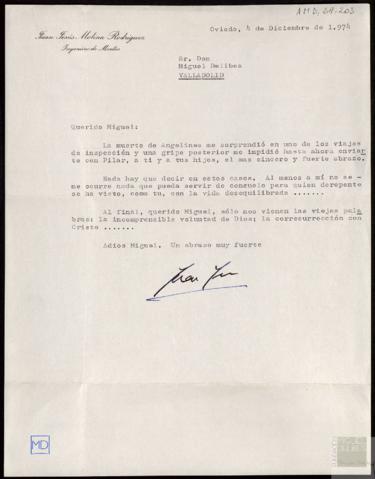 AMD, 24.203
Juan Jesús Molina Rodríguez
Ingeniero de Montes
Oviedo, 4 de Diciembre de 1.974
Sr. Don
Miguel Delibes
VALLADOLID
Querido Miguel:
La muerte de Angelines me sorprendió en uno de los viajes
de inspección y una gripe posterior me impidió hasta ahora enviar
te con Pilar, a ti y a tus hijos, el mas sincero y fuerte abrazo.
Nada hay que decir en estos casos. Al menos a mí no se -
me ocurre nada que pueda servir de consuelo para quien derepente
se ha visto, como tu, con la vida desequilibrada .......
Al final, querido Miguel, sólo nos vienen las viejas pala
bras: la incomprensible voluntad de Dios; la correcurrección con
Cristo .......
Adios Miguel. Un abrazo muy fuerte
MD